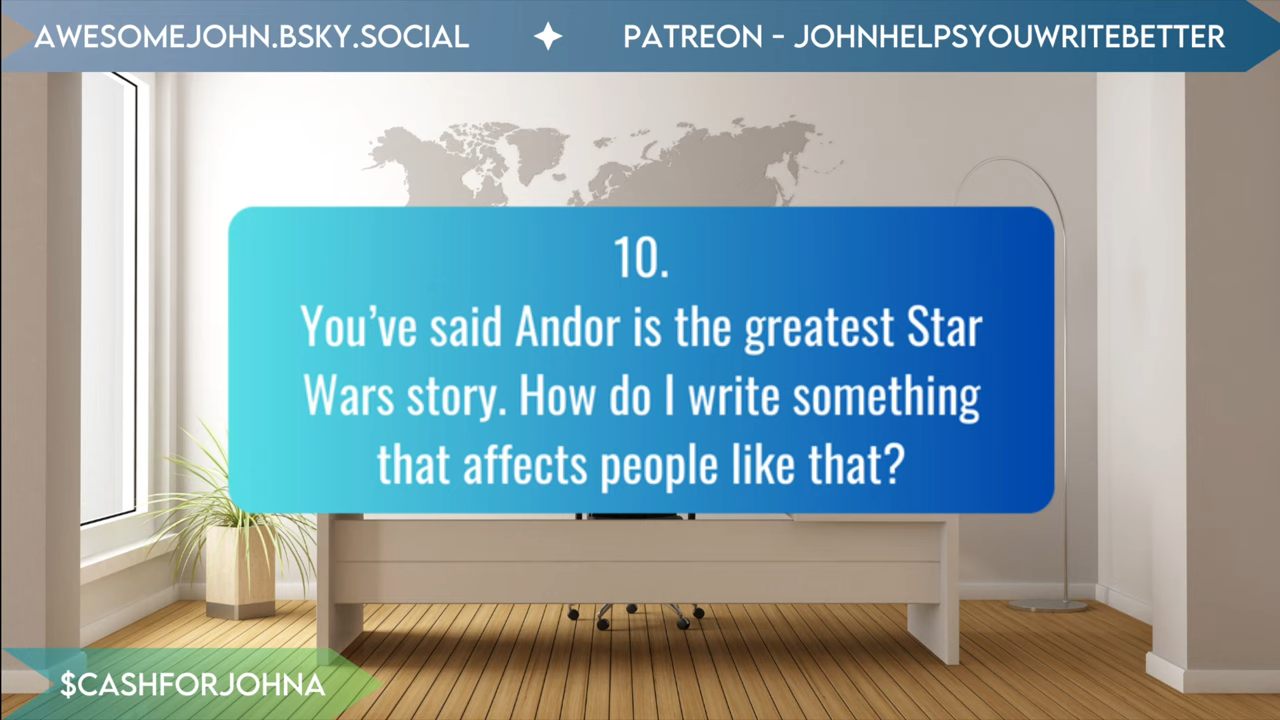 AWESOMEJOHN.BSKY.SOCIAL
PATREON - JOHNHELPSYOUWRITEBETTER
10.
You’ve said Andor is the greatest Star
Wars story. How do I write something
that affects people like that?
$CASHFORJOHNA